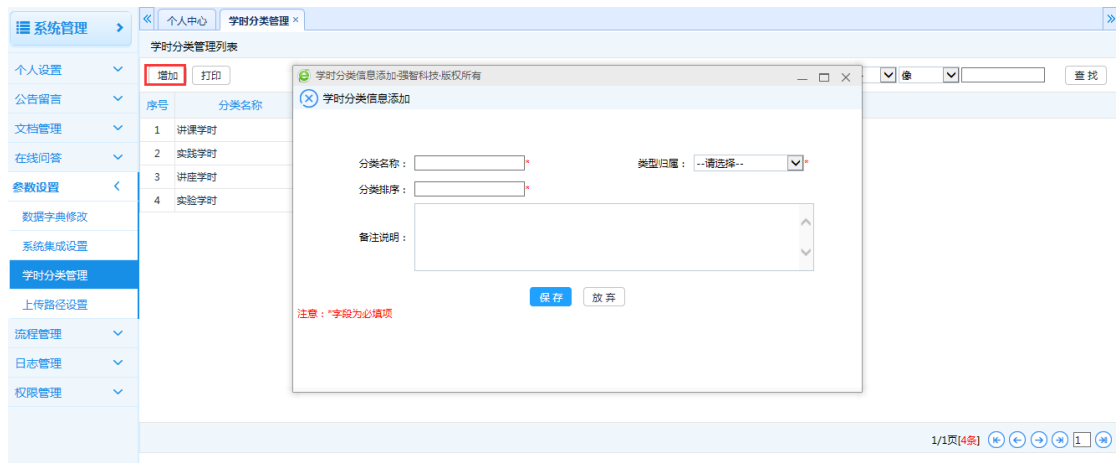 系统管理
个人中心 学时分类管理 ×
学时分类管理列表
个人设置
公告留言
文档管理
在线问答
参数设置
数据字典修改
系统集成设置
学时分类管理
上传路径设置
流程管理
日志管理
权限管理
增加 打印 像 查找
序号 分类名称
1 讲课学时
2 实践学时
3 讲座学时
4 实验学时
学时分类信息添加-强智科技-版权所有
学时分类信息添加
分类名称： * 类型归属： --请选择-- *
分类排序： *
备注说明：
保存 放弃
注意：*字段为必填项
1/1页[4条] 1